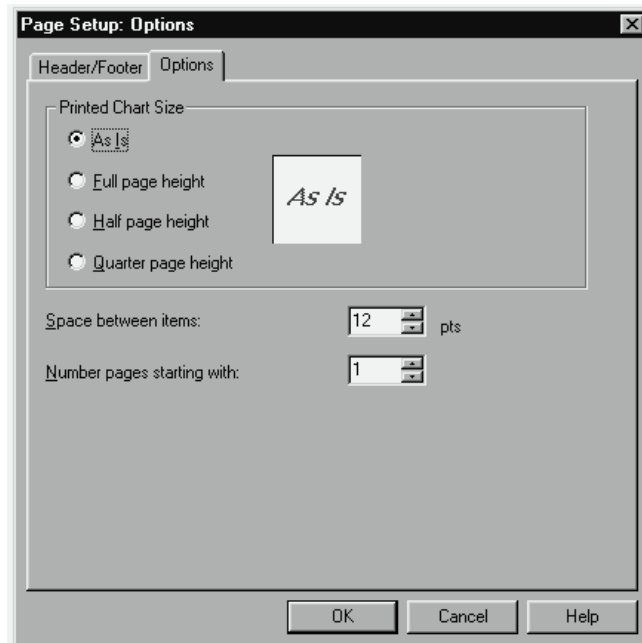 Page Setup: Options
Header/Footer Options
Printed Chart Size
As Is
Full page height
As Is
Half page height
Quarter page height
Space between items: 12 pts
Number pages starting with: 1
OK Cancel Help